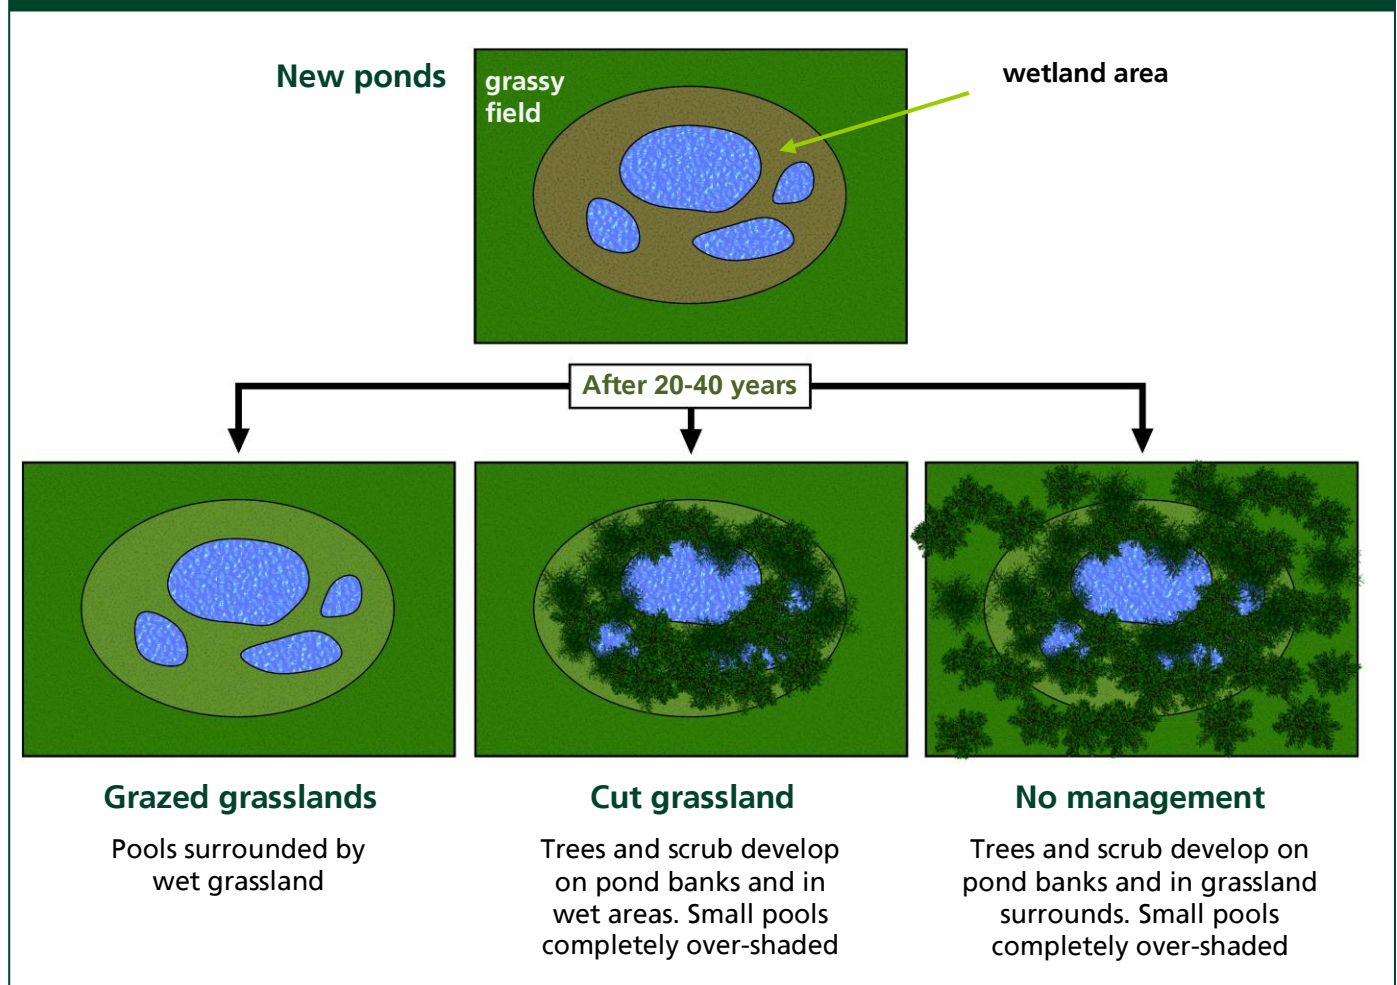 New ponds
grassy
field
wetland area
After 20-40 years
Grazed grasslands
Pools surrounded by
wet grassland
Cut grassland
Trees and scrub develop
on pond banks and in
wet areas. Small pools
completely over-shaded
No management
Trees and scrub develop on
pond banks and in grassland
surrounds. Small pools
completely over-shaded